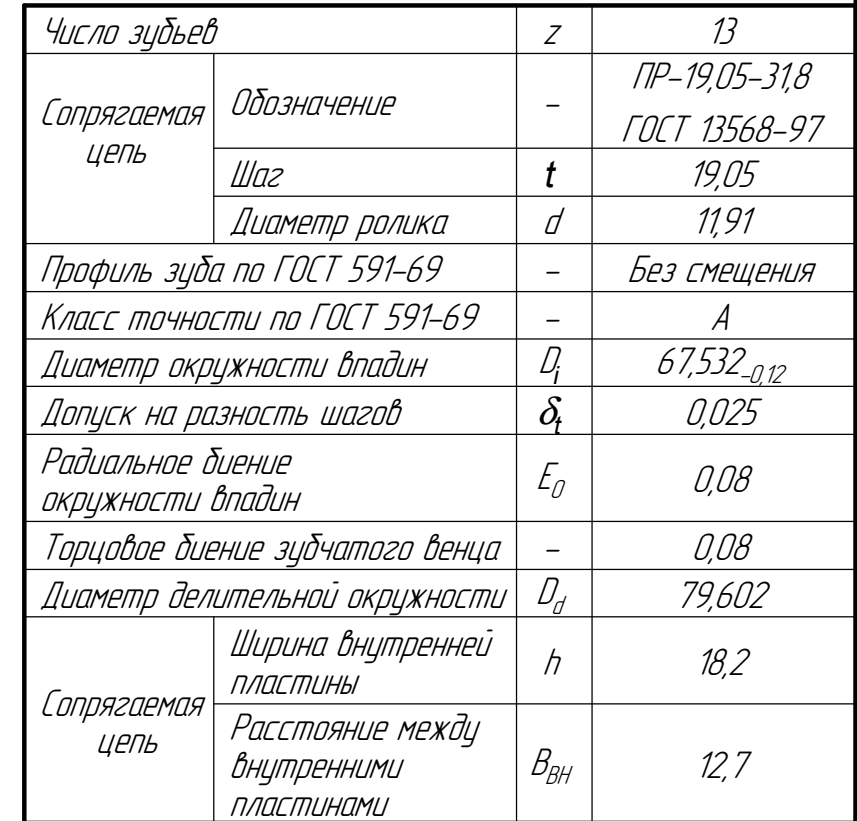 Число зубьев z 13
Сопрягаемая цепь
Обозначение – ПР–19,05–31,8
ГОСТ 13568–97
Шаг t 19,05
Диаметр ролика d 11,91
Профиль зуба по ГОСТ 591–69 – Без смещения
Класс точности по ГОСТ 591–69 – А
Диаметр окружности впадин Di 67,532-0,12
Допуск на разность шагов δt 0,025
Радиальное биение
окружности впадин E0 0,08
Торцовое биение зубчатого венца – 0,08
Диаметр делительной окружности Dd 79,602
Сопрягаемая
цепь
Ширина внутренней
пластины h 18,2
Расстояние между
внутренними
пластинами BВН 12,7